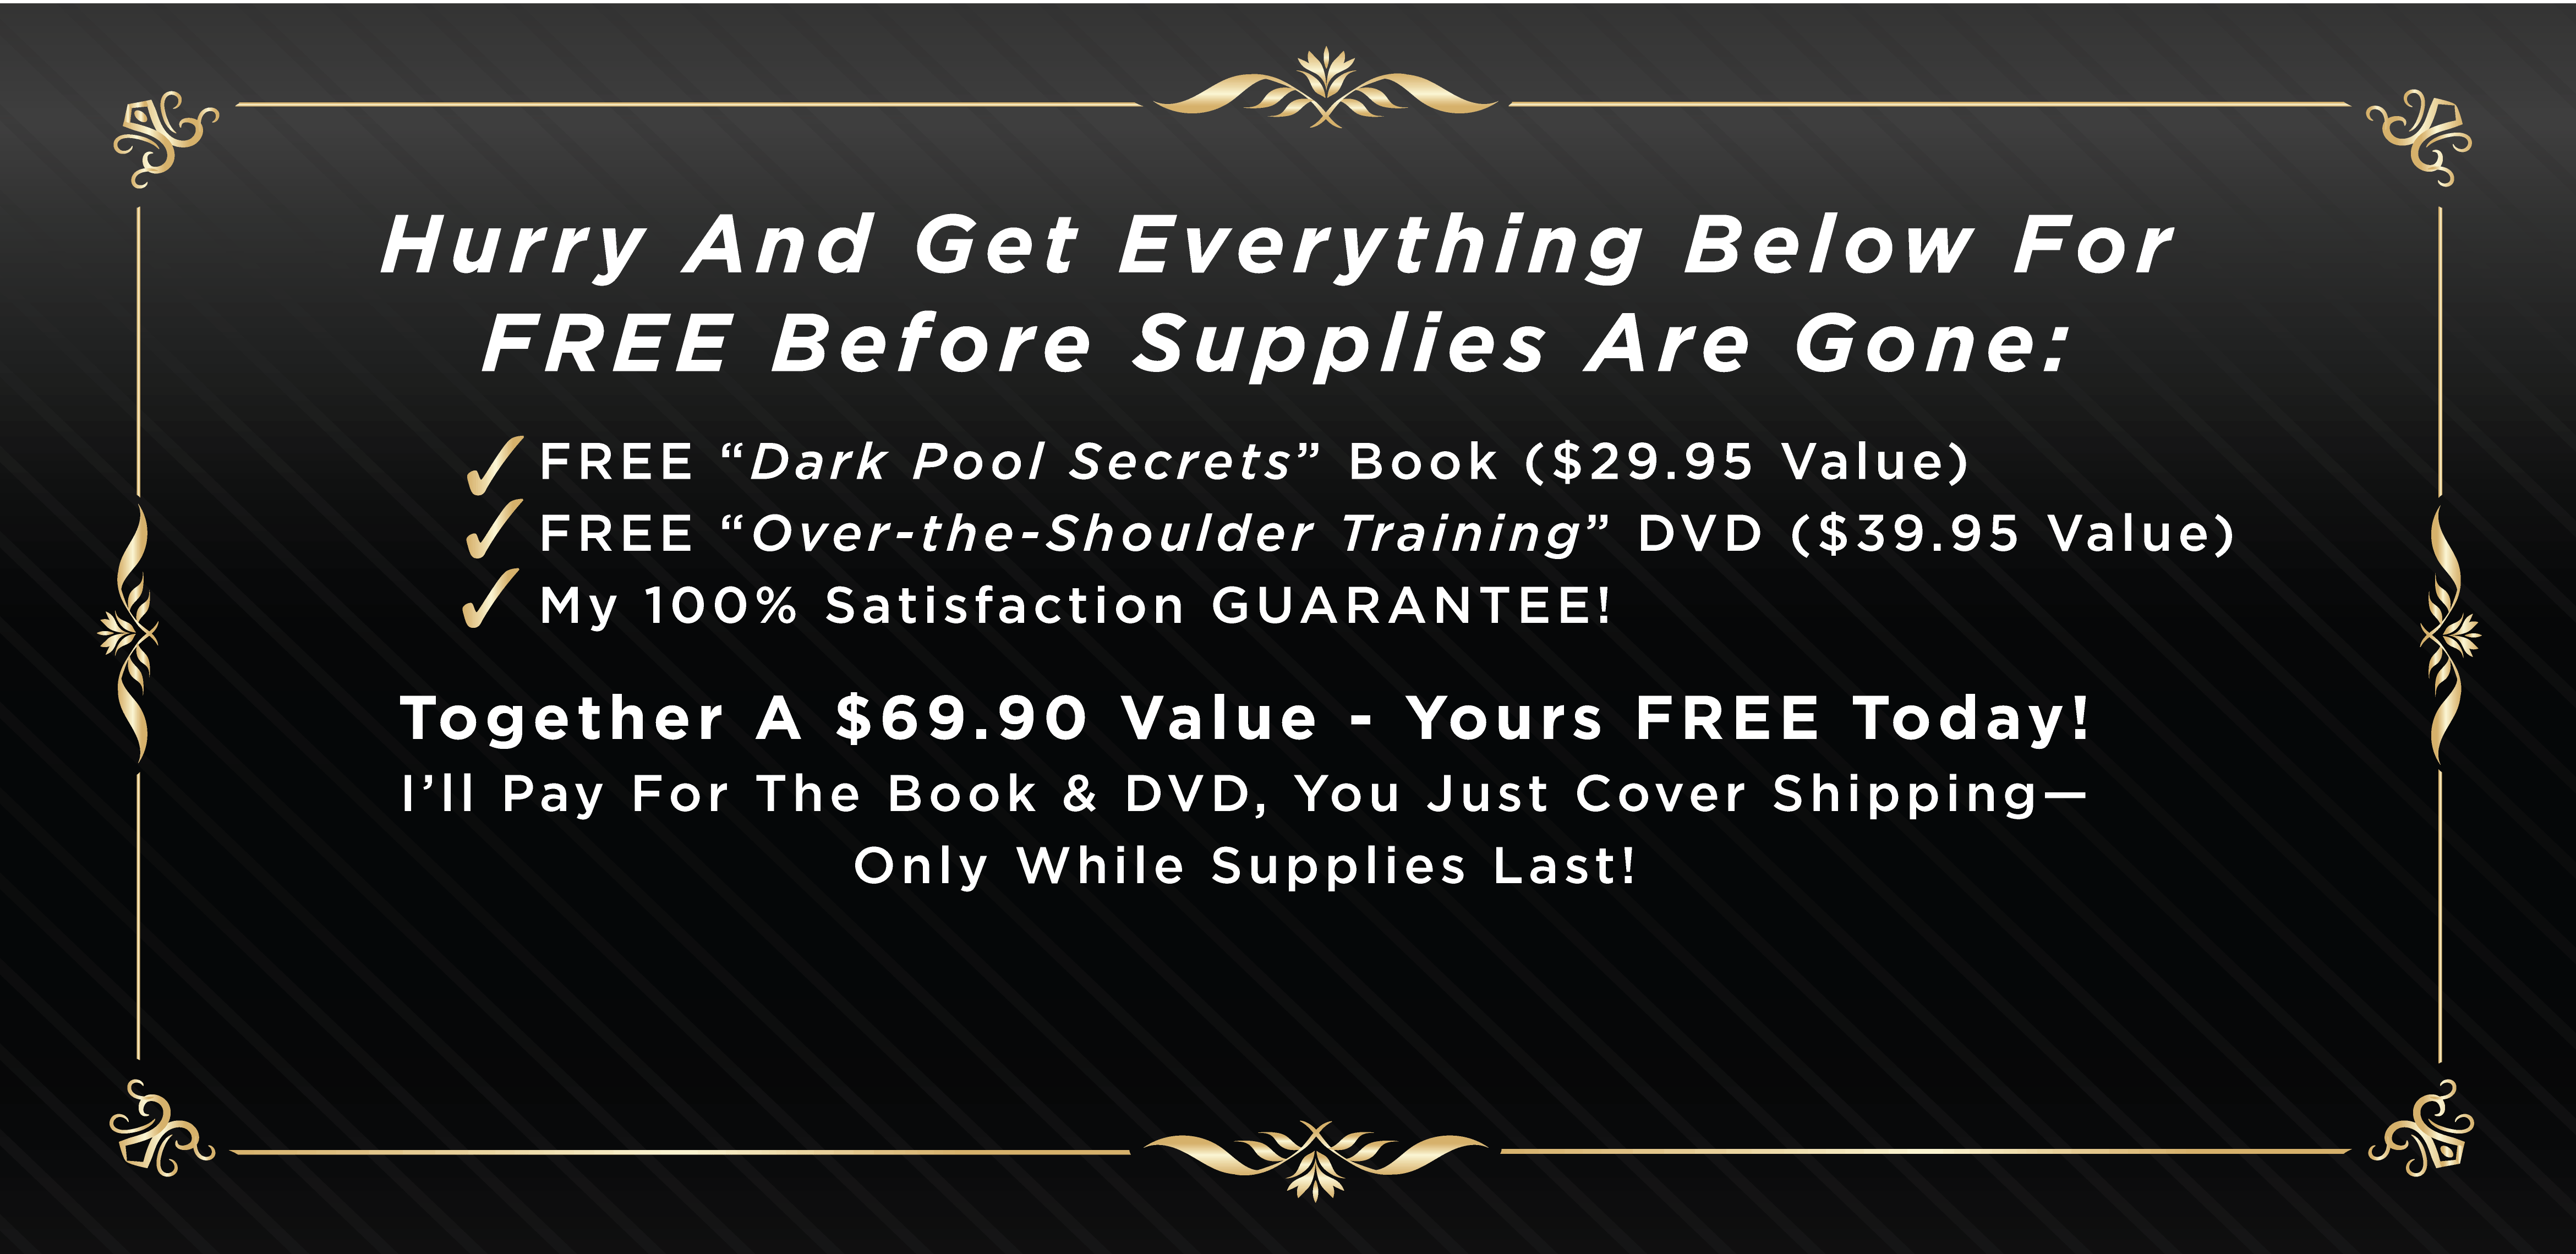 Hurry And Get Everything Below For
FREE Before Supplies Are Gone:
✓ FREE “Dark Pool Secrets” Book ($29.95 Value)
✓ FREE “Over-the-Shoulder Training” DVD ($39.95 Value)
✓ My 100% Satisfaction GUARANTEE!
Together A $69.90 Value - Yours FREE Today!
I’ll Pay For The Book & DVD, You Just Cover Shipping—
Only While Supplies Last!